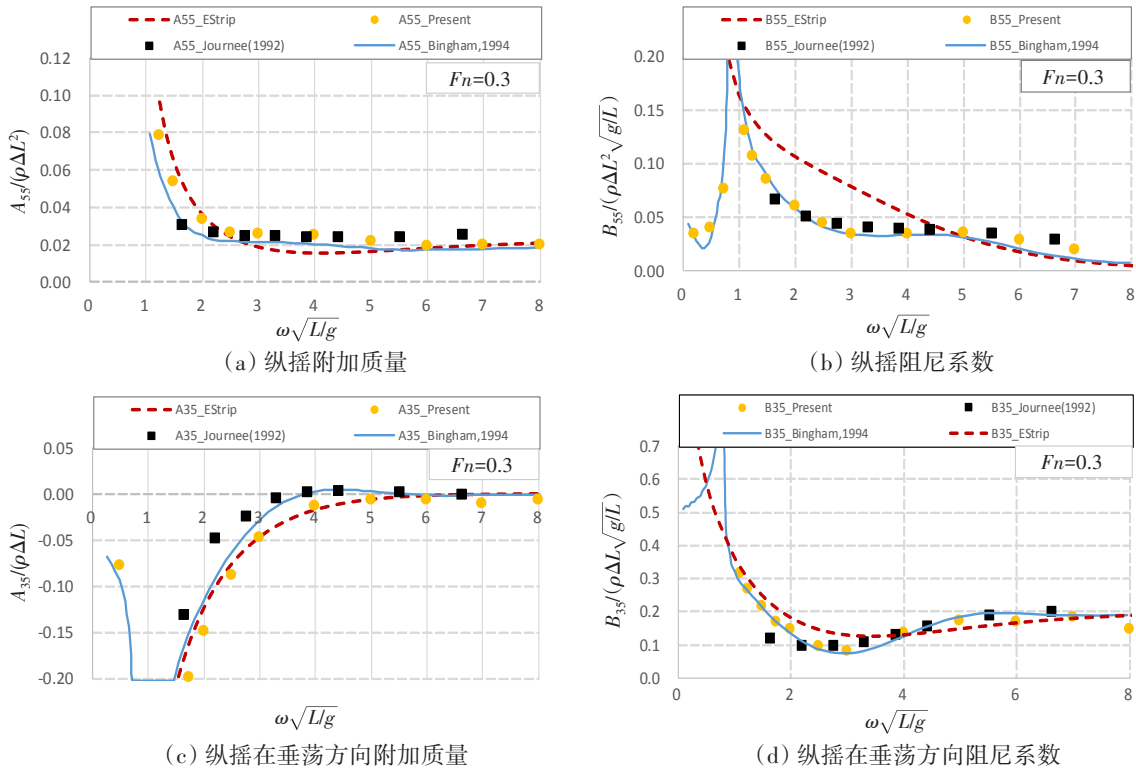 A55_EStrip A55_Present
A55_Journee(1992) A55_Bingham,1994
Fn=0.3
0.12
0.10
0.08
0.06
0.04
0.02
0.00
A₅₅/(ρΔL²)
0 1 2 3 4 5 6 7 8
ω√L/g
(a) 纵摇附加质量
B55_EStrip B55_Present
B55_Journee(1992) B55_Bingham,1994
Fn=0.3
0.20
0.15
0.10
0.05
0.00
B₅₅/(ρΔL²√g/L)
0 1 2 3 4 5 6 7 8
ω√L/g
(b) 纵摇阻尼系数
A35_EStrip A35_Present
A35_Journee(1992) A35_Bingham,1994
Fn=0.3
0.05
0.00
-0.05
-0.10
-0.15
-0.20
A₃₅/(ρΔL)
0 1 2 3 4 5 6 7 8
ω√L/g
(c) 纵摇在垂荡方向附加质量
B35_Present B35_Journee(1992)
B35_Bingham,1994 B35_EStrip
Fn=0.3
0.7
0.6
0.5
0.4
0.3
0.2
0.1
0.0
B₃₅/(ρΔL√g/L)
0 2 4 6 8
ω√L/g
(d) 纵摇在垂荡方向阻尼系数